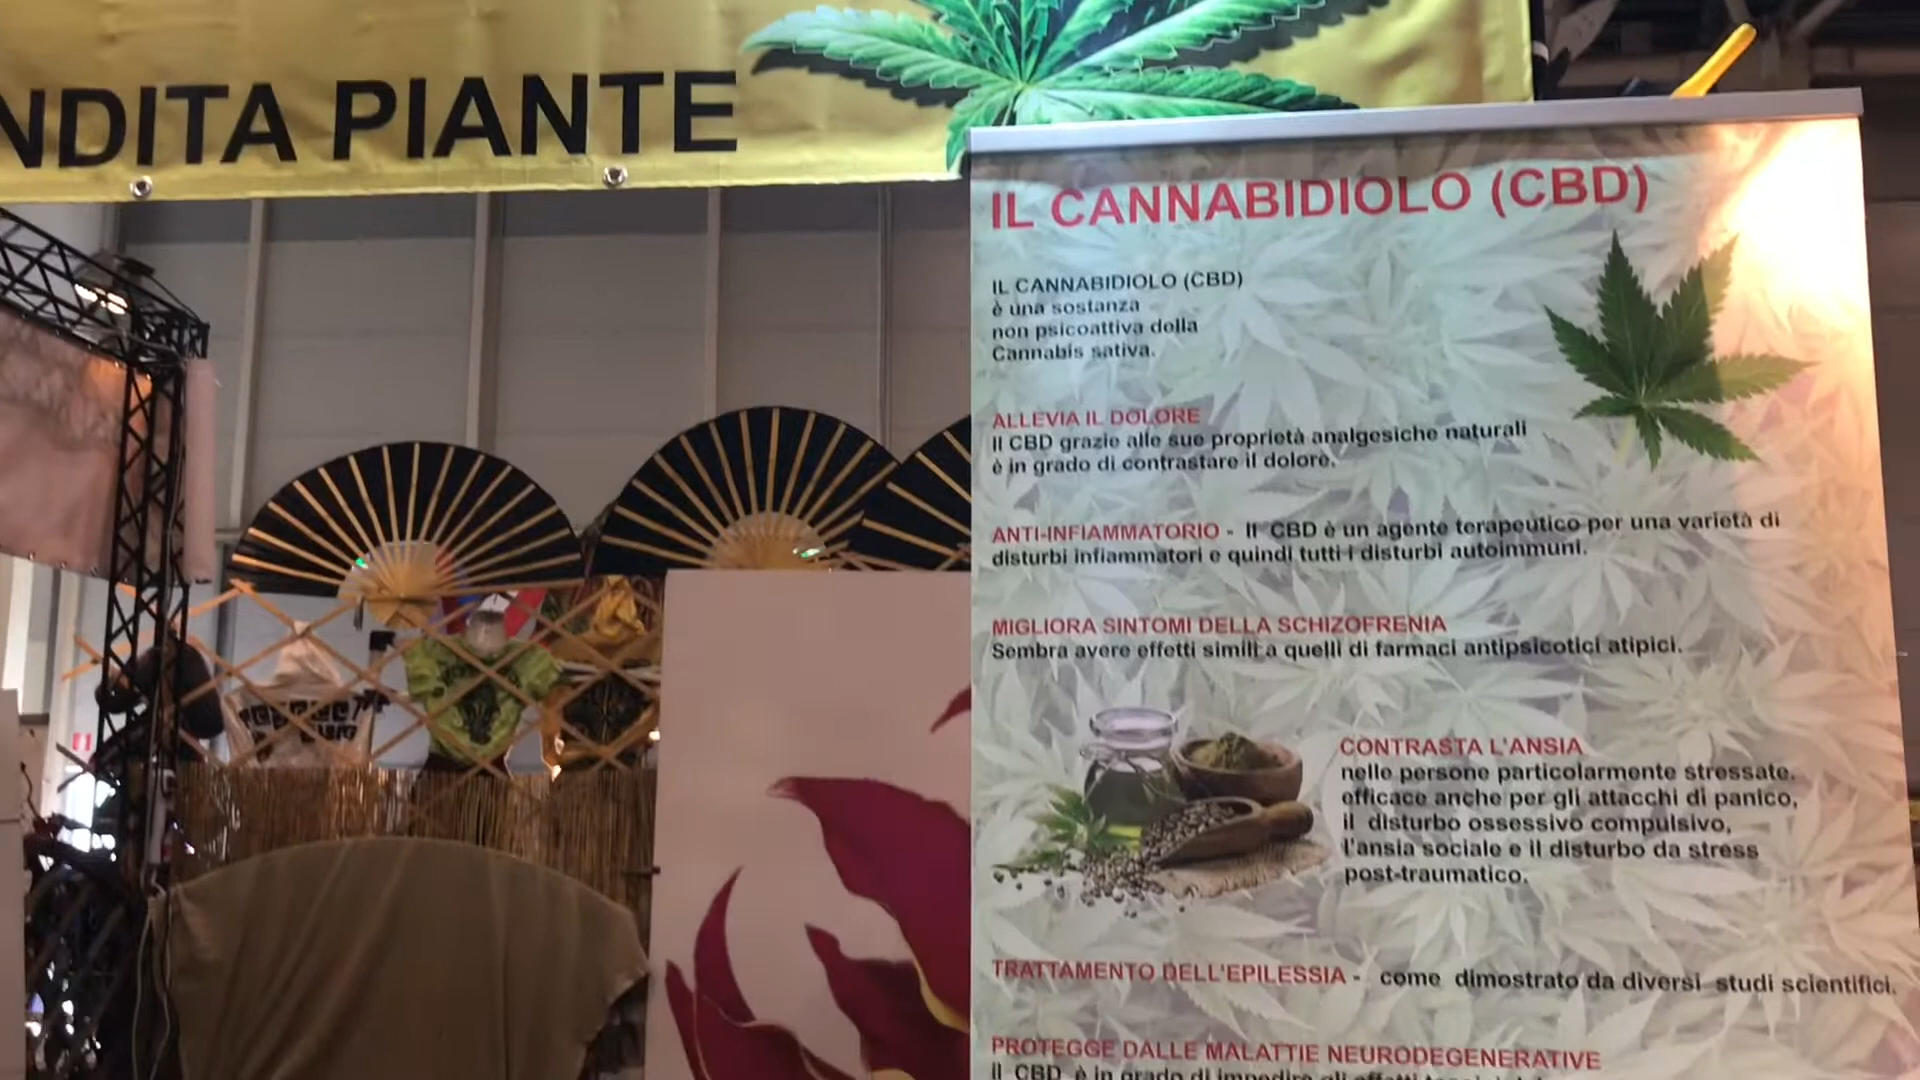 NDITA PIANTE
IL CANNABIDIOLO (CBD)
IL CANNABIDIOLO (CBD)
è una sostanza
non psicoattiva della
Cannabis sativa.
ALLEVIA IL DOLORE
Il CBD grazie alle sue proprietà analgesiche naturali
è in grado di contrastare il dolore.
ANTI-INFIAMMATORIO - Il CBD è un agente terapeutico per una varietà di
disturbi infiammatori e quindi tutti i disturbi autoimmuni.
MIGLIORA SINTOMI DELLA SCHIZOFRENIA
Sembra avere effetti simili a quelli di farmaci antipsicotici atipici.
CONTRASTA L'ANSIA
nelle persone particolarmente stressate.
efficace anche per gli attacchi di panico,
il disturbo ossessivo compulsivo,
l'ansia sociale e il disturbo da stress
post-traumatico.
TRATTAMENTO DELL'EPILESSIA - come dimostrato da diversi studi scientifici.
PROTEGGE DALLE MALATTIE NEURODEGENERATIVE
il CBD è in grado di impedire gli effetti